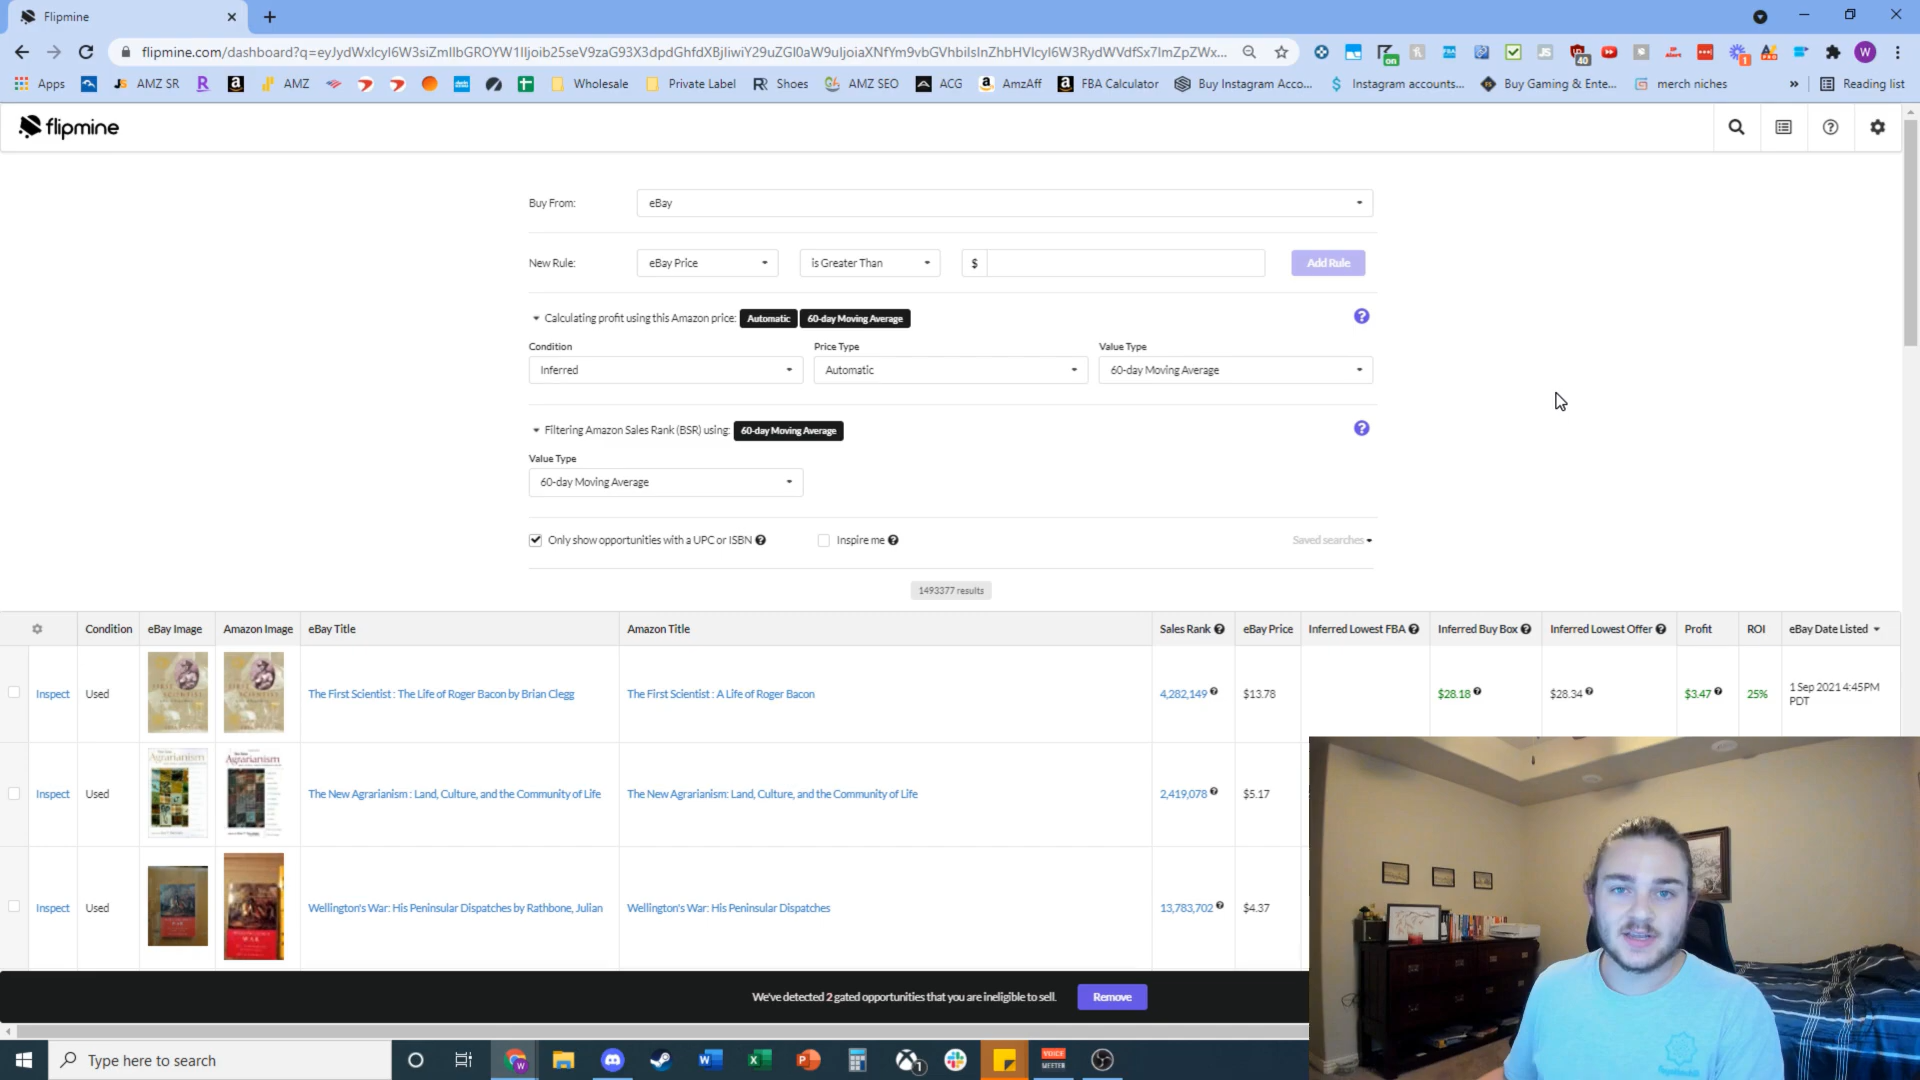 Flipmine
flipmine.com/dashboard?q=eyJydWxlcyI6W3siZmllbGROYW1lIjoib25seV9zaG93X3dpdGhfdXBjIiwiY29uZGl0aW9uIjoiaXNfYm9vbGVhbiIsInZhbHVlIjp0cnVlfSx7ImZpZWx...
Apps JS AMZ SR AMZ Wholesale Private Label Shoes AMZ SEO ACG AmzAff FBA Calculator Buy Instagram Acco... Instagram accounts... Buy Gaming & Ente... merch niches » Reading list
flipmine
Buy From: eBay
New Rule: eBay Price is Greater Than $ Add Rule
Calculating profit using this Amazon price: Automatic 60-day Moving Average
Condition Price Type Value Type
Inferred Automatic 60-day Moving Average
Filtering Amazon Sales Rank (BSR) using: 60-day Moving Average
Value Type
60-day Moving Average
Only show opportunities with a UPC or ISBN Inspire me Saved searches
1493377 results
Condition eBay Image Amazon Image eBay Title Amazon Title Sales Rank eBay Price Inferred Lowest FBA Inferred Buy Box Inferred Lowest Offer Profit ROI eBay Date Listed
Inspect Used The First Scientist : The Life of Roger Bacon by Brian Clegg The First Scientist : A Life of Roger Bacon 4,282,149 $13.78 $28.18 $28.34 $3.47 25% 1 Sep 2021 4:45PM PDT
Inspect Used The New Agrarianism : Land, Culture, and the Community of Life The New Agrarianism: Land, Culture, and the Community of Life 2,419,078 $5.17
Inspect Used Wellington's War: His Peninsular Dispatches by Rathbone, Julian Wellington's War: His Peninsular Dispatches 13,783,702 $4.37
We've detected 2 gated opportunities that you are ineligible to sell. Remove
Type here to search